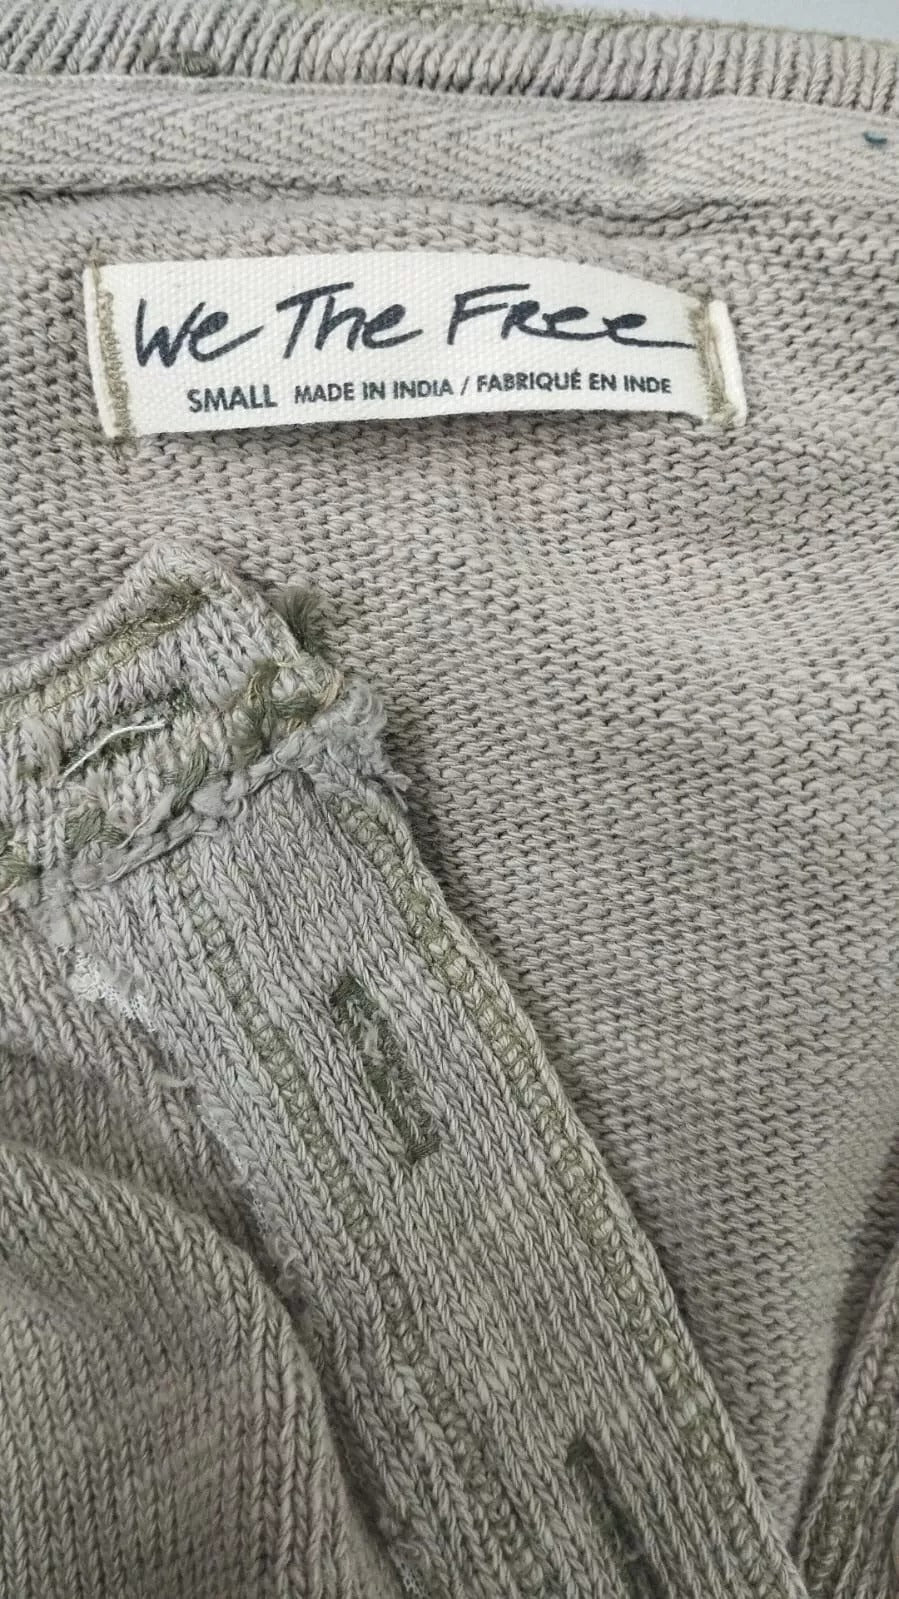 We The Free
SMALL MADE IN INDIA / FABRIQUÉ EN INDE